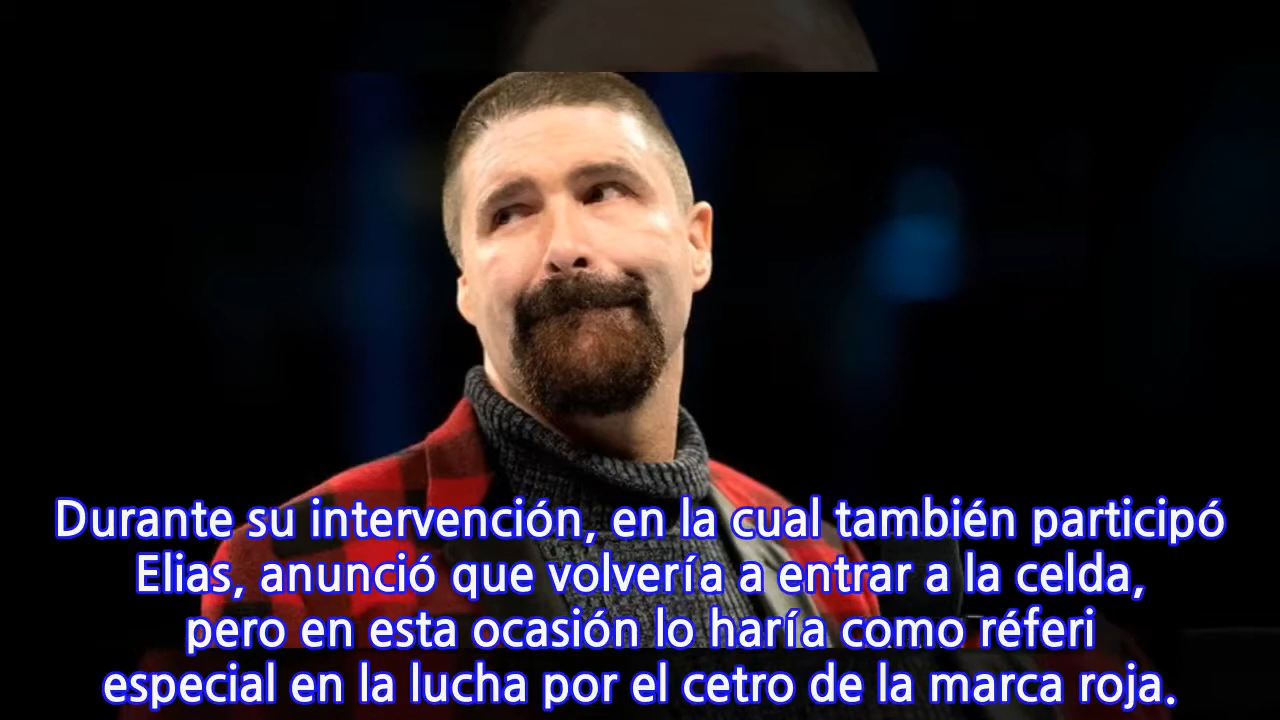 Durante su intervención, en la cual también participó
Elias, anunció que volvería a entrar a la celda,
pero en esta ocasión lo haría como réferi
especial en la lucha por el cetro de la marca roja.